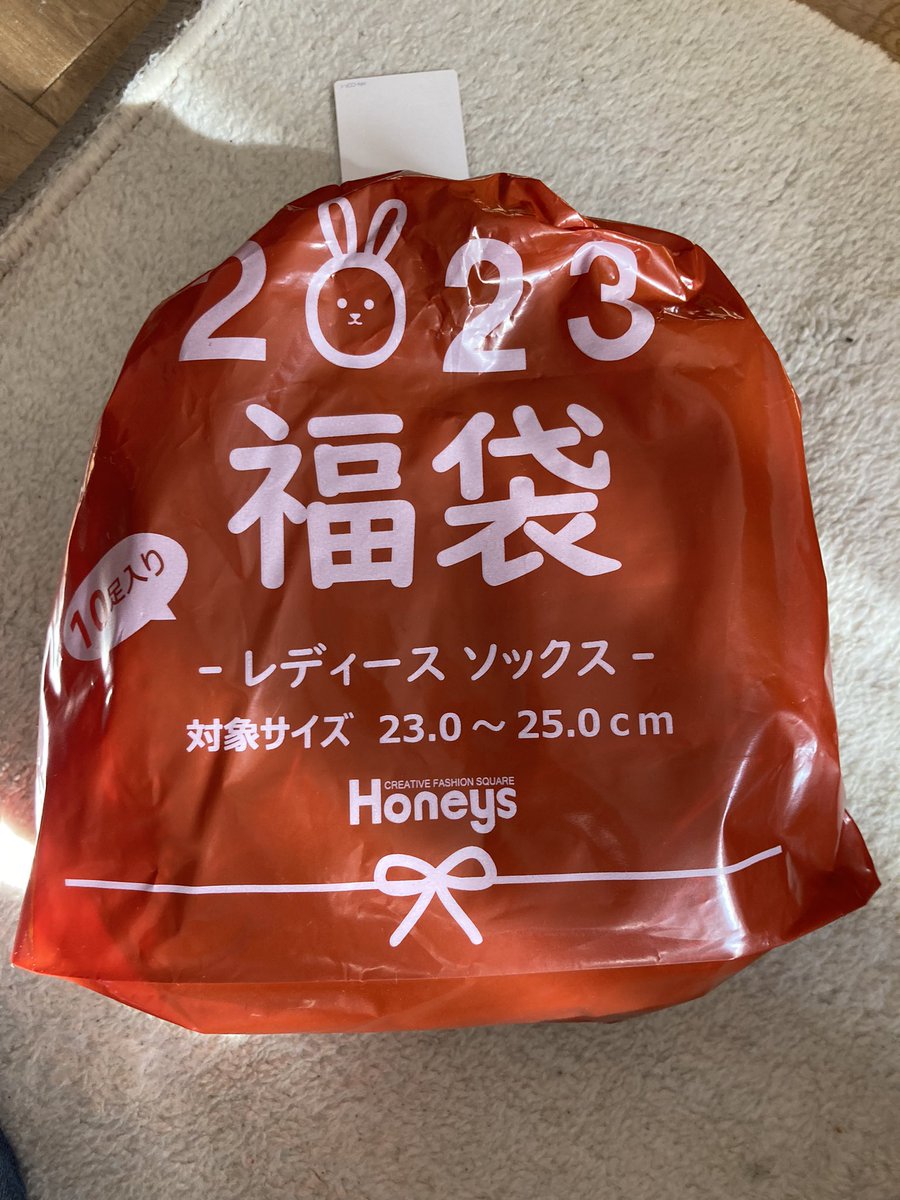 2023
福袋
10足入り
- レディース ソックス -
対象サイズ 23.0～25.0cm
CREATIVE FASHION SQUARE
Honeys